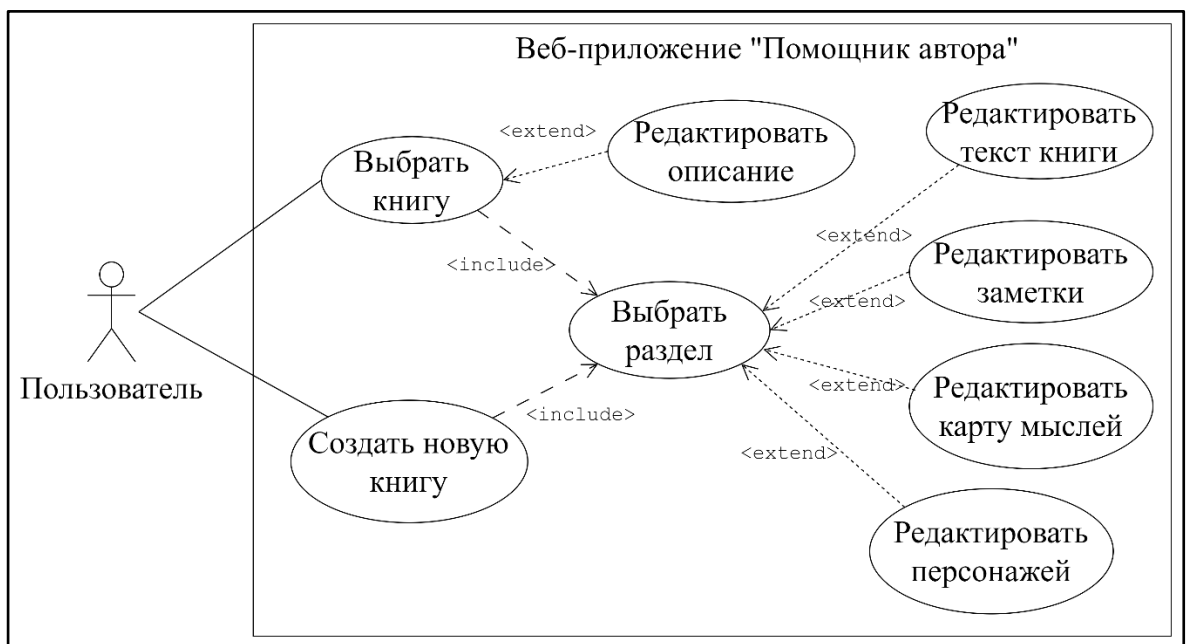 Веб-приложение "Помощник автора"
Редактировать
текст книги
<extend>
Редактировать
описание
Выбрать
книгу
<extend>
<include>
Редактировать
заметки
<extend>
Выбрать
раздел
Пользователь
<extend>
Редактировать
карту мыслей
<include>
Создать новую
книгу
<extend>
Редактировать
персонажей